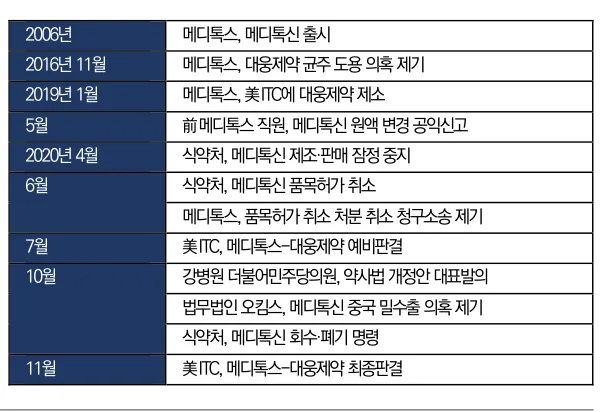 2006년 메디톡스, 메디톡신 출시
2016년 11월 메디톡스, 대웅제약 균주 도용 의혹 제기
2019년 1월 메디톡스, 美 ITC에 대웅제약 제소
5월 前 메디톡스 직원, 메디톡신 원액 변경 공익신고
2020년 4월 식약처, 메디톡신 제조·판매 잠정 중지
6월 식약처, 메디톡신 품목허가 취소
메디톡스, 품목허가 취소 처분 취소 청구소송 제기
7월 美 ITC, 메디톡스-대웅제약 예비판결
10월 강병원 더불어민주당의원, 약사법 개정안 대표발의
법무법인 오킴스, 메디톡신 중국 밀수출 의혹 제기
식약처, 메디톡신 회수·폐기 명령
11월 美 ITC, 메디톡스-대웅제약 최종판결